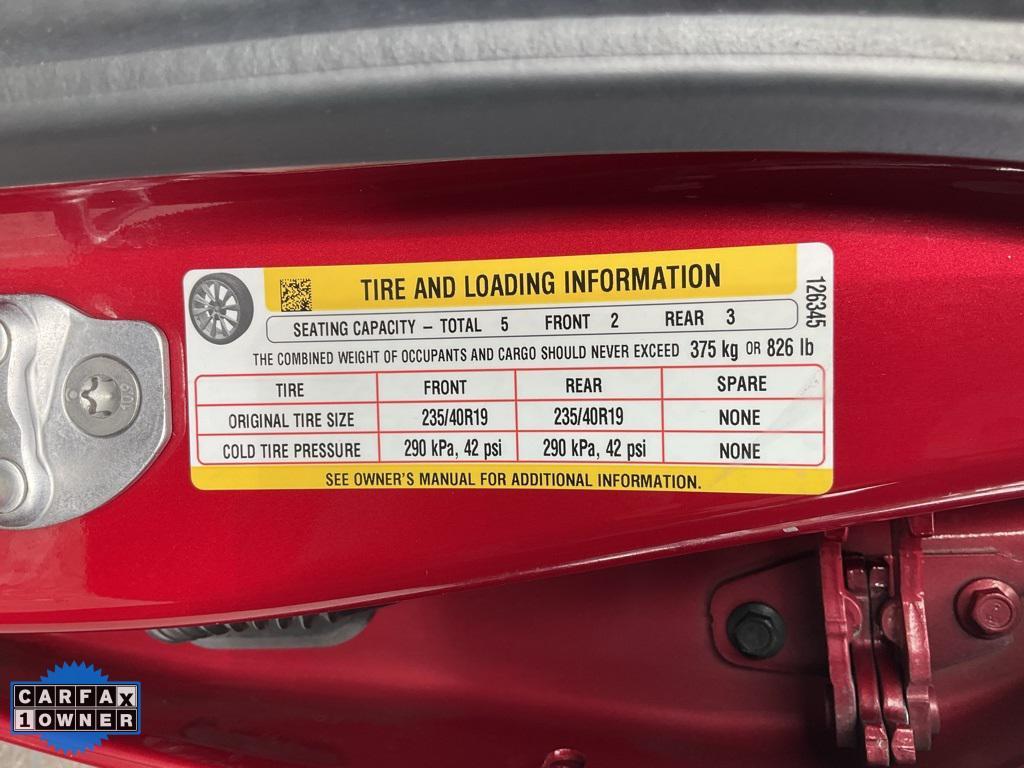 TIRE AND LOADING INFORMATION
126345
SEATING CAPACITY – TOTAL 5 FRONT 2 REAR 3
THE COMBINED WEIGHT OF OCCUPANTS AND CARGO SHOULD NEVER EXCEED 375 kg OR 826 lb
TIRE FRONT REAR SPARE
ORIGINAL TIRE SIZE 235/40R19 235/40R19 NONE
COLD TIRE PRESSURE 290 kPa, 42 psi 290 kPa, 42 psi NONE
SEE OWNER'S MANUAL FOR ADDITIONAL INFORMATION.
CARFAX
1 OWNER